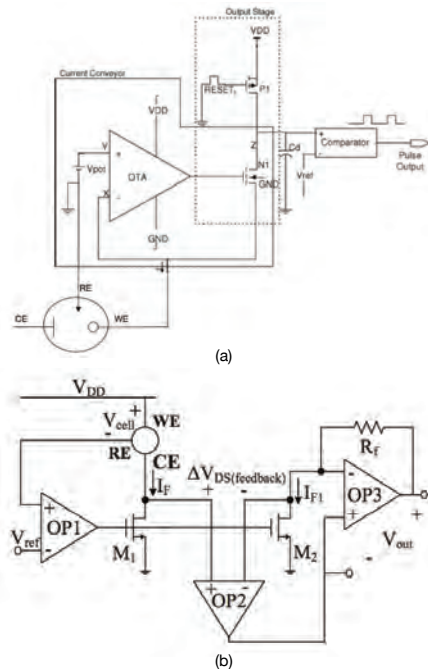 Output Stage
VDD
Current Conveyor
RESET
P1
VDD
Comparator
Y
+
Vpot
OTA
Z
Cd
N1
GND
Vref
Pulse
Output
X
-
GND
RE
CE
WE
(a)
VDD
Vcell
+
WE
-
RE
CE
IF
ΔVDS(feedback)
+
-
IF1
Rf
OP3
-
+
+
Vout
-
OP1
+
-
Vref
M1
M2
OP2
+
-
(b)